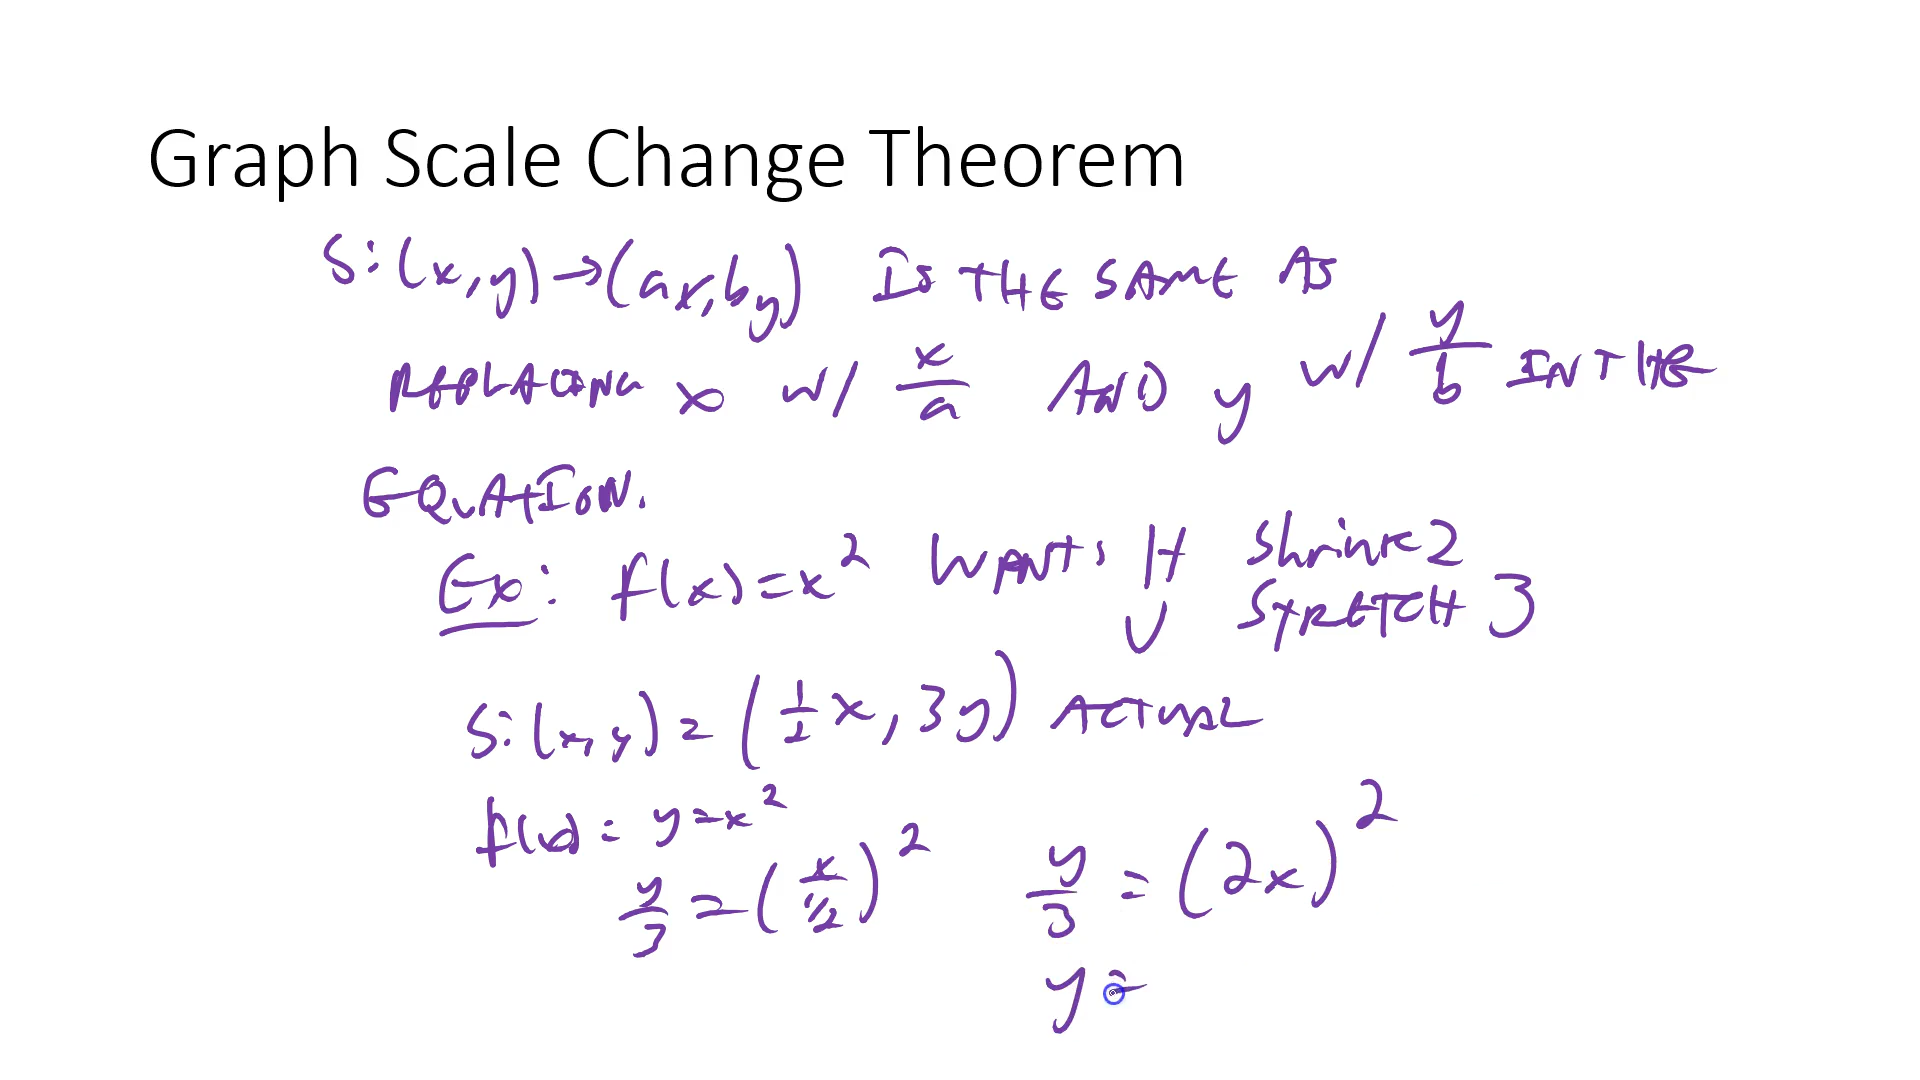 Graph Scale Change Theorem
S:(x,y)→(ax,by) IS THE SAME AS
REPLACING x w/ x/a AND y w/ y/b IN THE
EQUATION.
Ex: f(x)=x² WANT: H Shrink 2
V STRETCH 3
S:(x,y)=(1/2x,3y) ACTUAL
f(x)= y=x²
y/3=(x/1/2)² y/3=(2x)²
y=